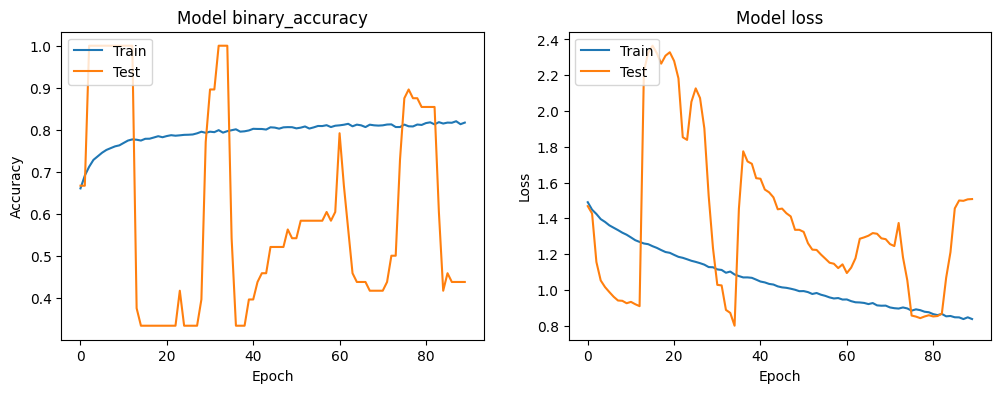 Model binary_accuracy
Accuracy
1.0
0.9
0.8
0.7
0.6
0.5
0.4
Train
Test
0
20
40
60
80
Epoch
Model loss
Loss
2.4
2.2
2.0
1.8
1.6
1.4
1.2
1.0
0.8
Train
Test
0
20
40
60
80
Epoch